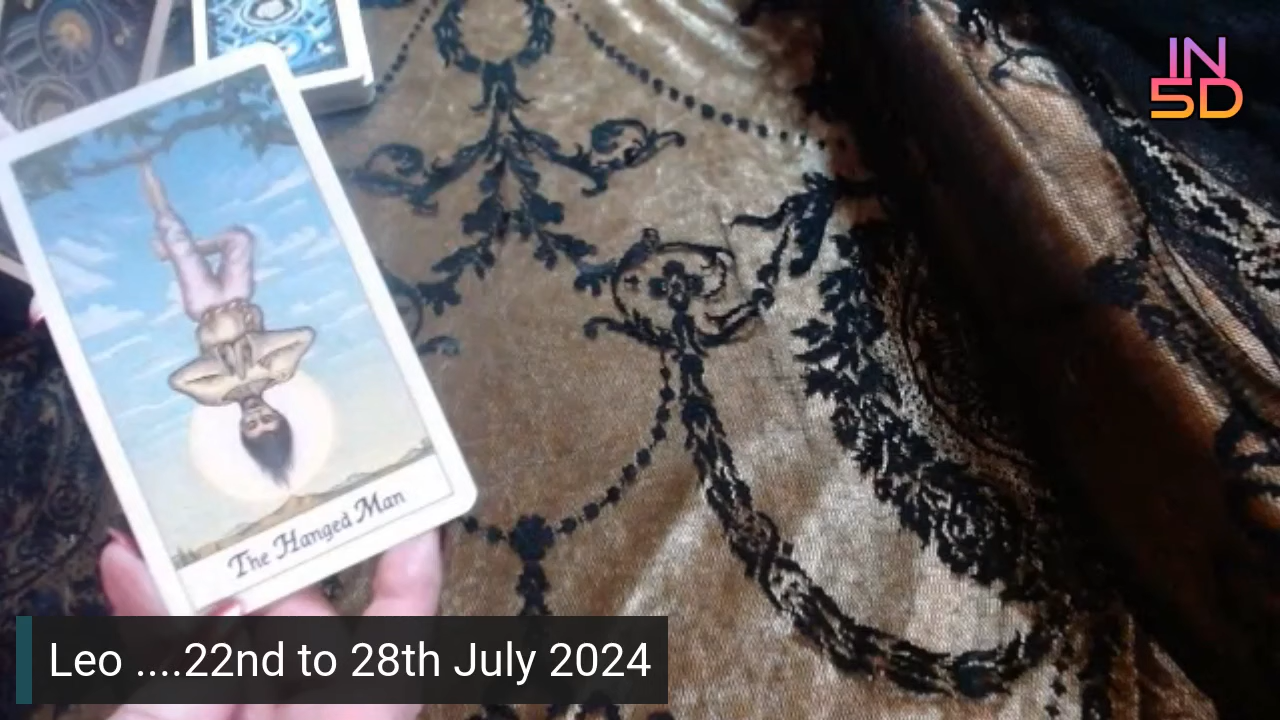 IN
5D
The Hanged Man
Leo ....22nd to 28th July 2024